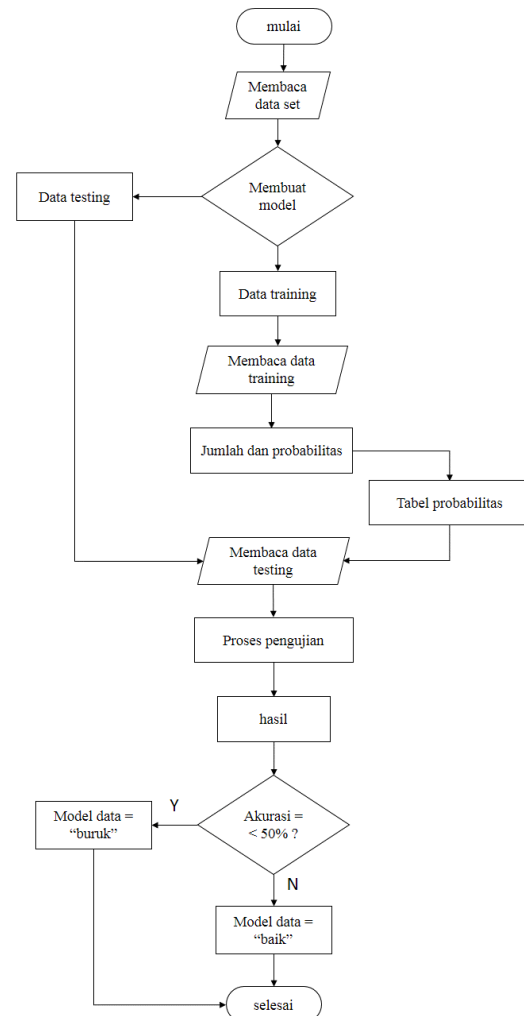 mulai
Membaca
data set
Membuat
model
Data testing
Data training
Membaca data
training
Jumlah dan probabilitas
Tabel probabilitas
Membaca data
testing
Proses pengujian
hasil
Akurasi =
< 50% ?
Y
Model data =
“buruk”
N
Model data =
“baik”
selesai